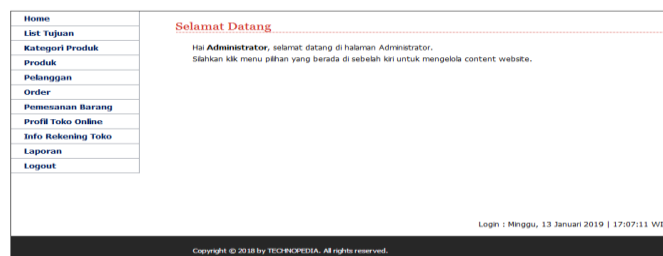 Home
List Tujuan
Kategori Produk
Produk
Pelanggan
Order
Pemesanan Barang
Profil Toko Online
Info Rekening Toko
Laporan
Logout
Selamat Datang
Hai Administrator, selamat datang di halaman Administrator.
Silahkan klik menu pilihan yang berada di sebelah kiri untuk mengelola content website.
Login : Minggu, 13 Januari 2019 | 17:07:11
Copyright © 2018 by TECHNOPEDIA. All rights reserved.